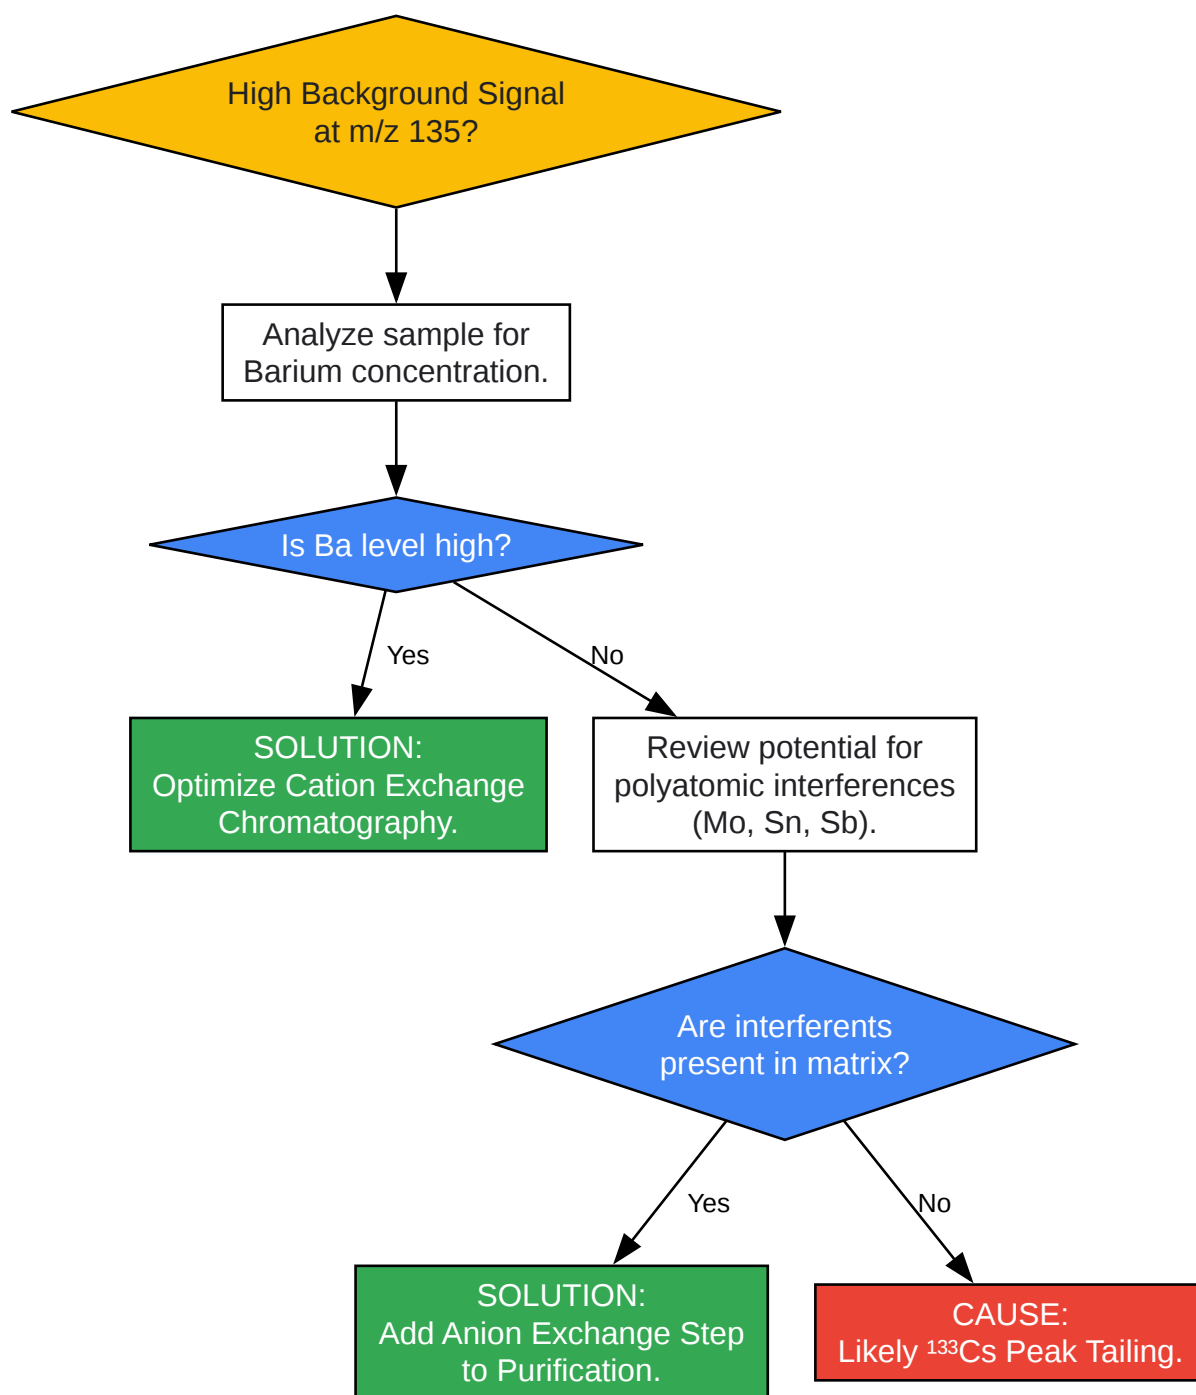 High Background Signal
at m/z 135?
Analyze sample for
Barium concentration.
Is Ba level high?
Yes
No
SOLUTION:
Optimize Cation Exchange
Chromatography.
Review potential for
polyatomic interferences
(Mo, Sn, Sb).
Are interferents
present in matrix?
Yes
No
SOLUTION:
Add Anion Exchange Step
to Purification.
CAUSE:
Likely ¹³³Cs Peak Tailing.